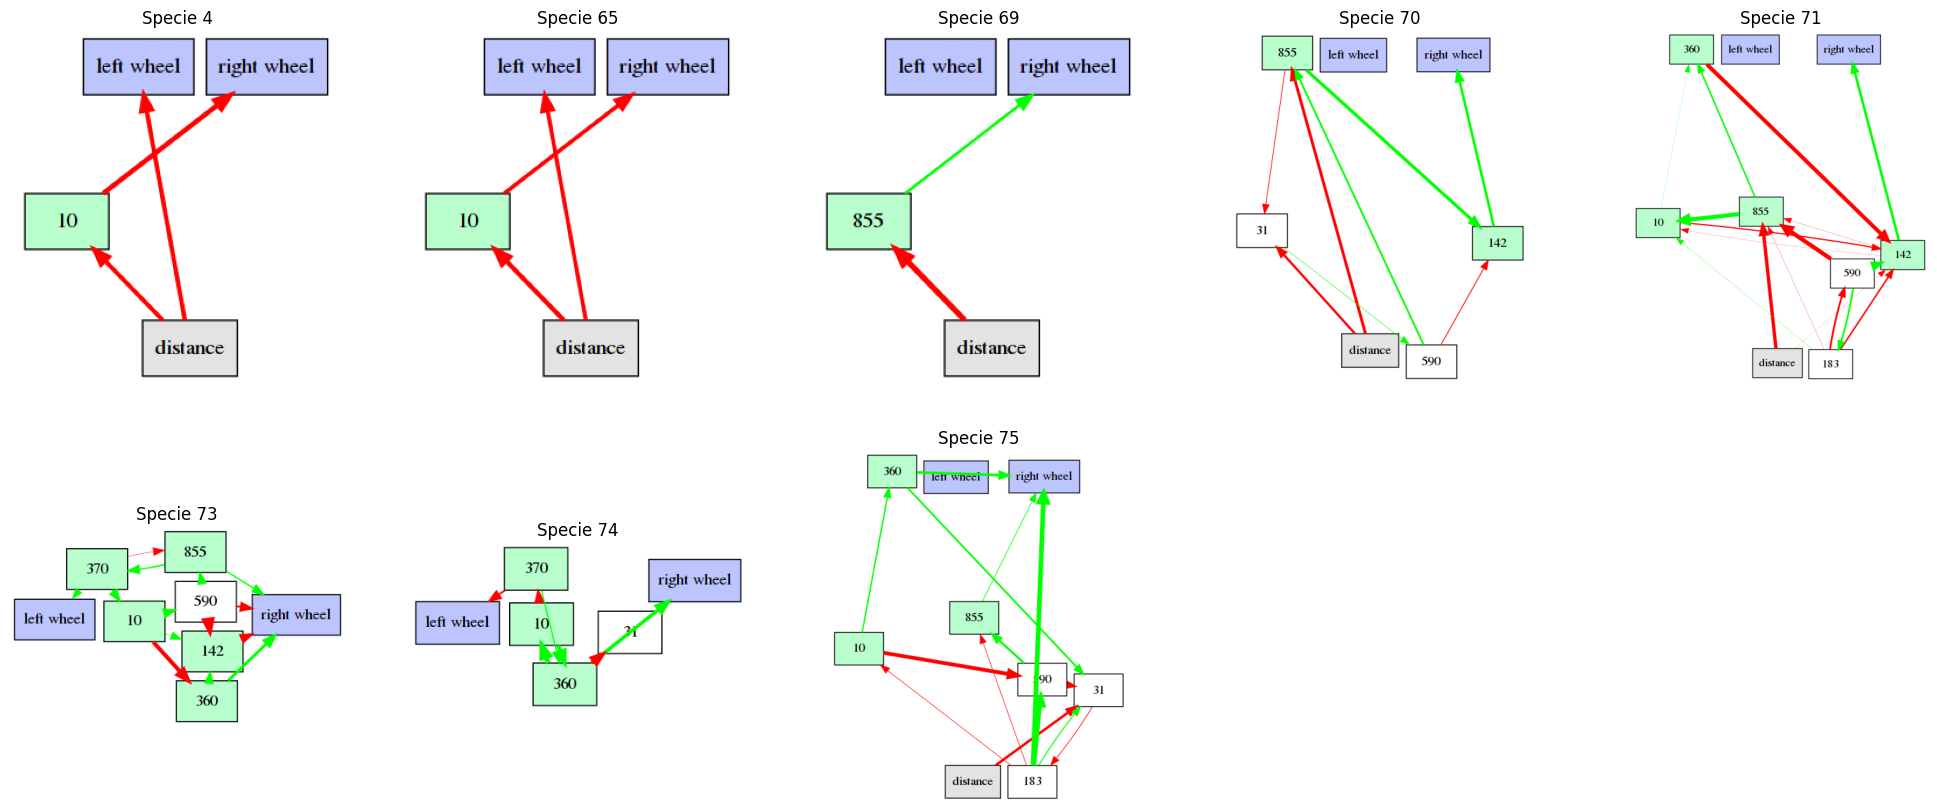 Specie 4
left wheel
right wheel
10
distance
Specie 65
left wheel
right wheel
10
distance
Specie 69
left wheel
right wheel
855
distance
Specie 70
855
left wheel
right wheel
31
142
distance
590
Specie 71
360
left wheel
right wheel
10
855
142
590
distance
183
Specie 73
370
855
590
left wheel
10
right wheel
142
360
Specie 74
370
right wheel
left wheel
10
31
360
Specie 75
360
left wheel
right wheel
855
10
590
31
distance
183